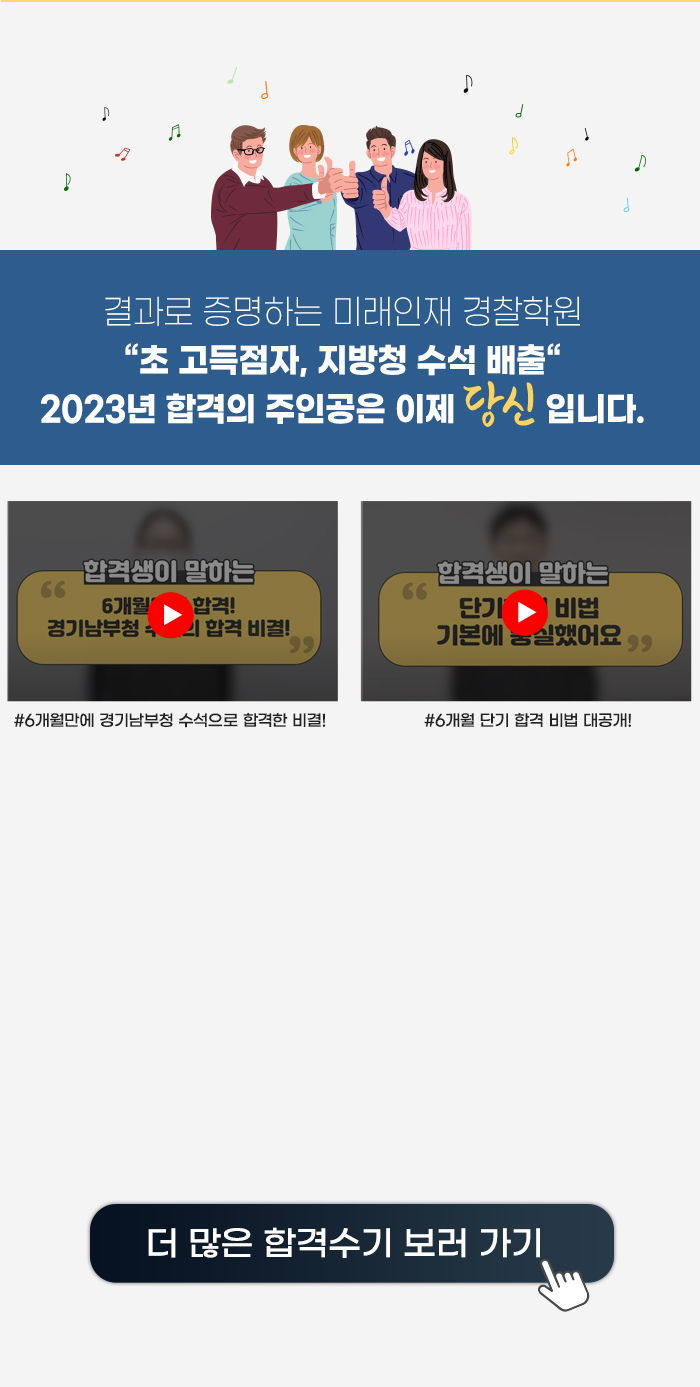 결과로 증명하는 미래인재 경찰학원
“초 고득점자, 지방청 수석 배출“
2023년 합격의 주인공은 이제 당신 입니다.
합격생이 말하는
“
6개월 합격!
경기남부청 합격 비결!
”
#6개월만에 경기남부청 수석으로 합격한 비결!
합격생이 말하는
“
단기 비법
기본에 충실했어요
”
#6개월 단기 합격 비법 대공개!
더 많은 합격수기 보러 가기